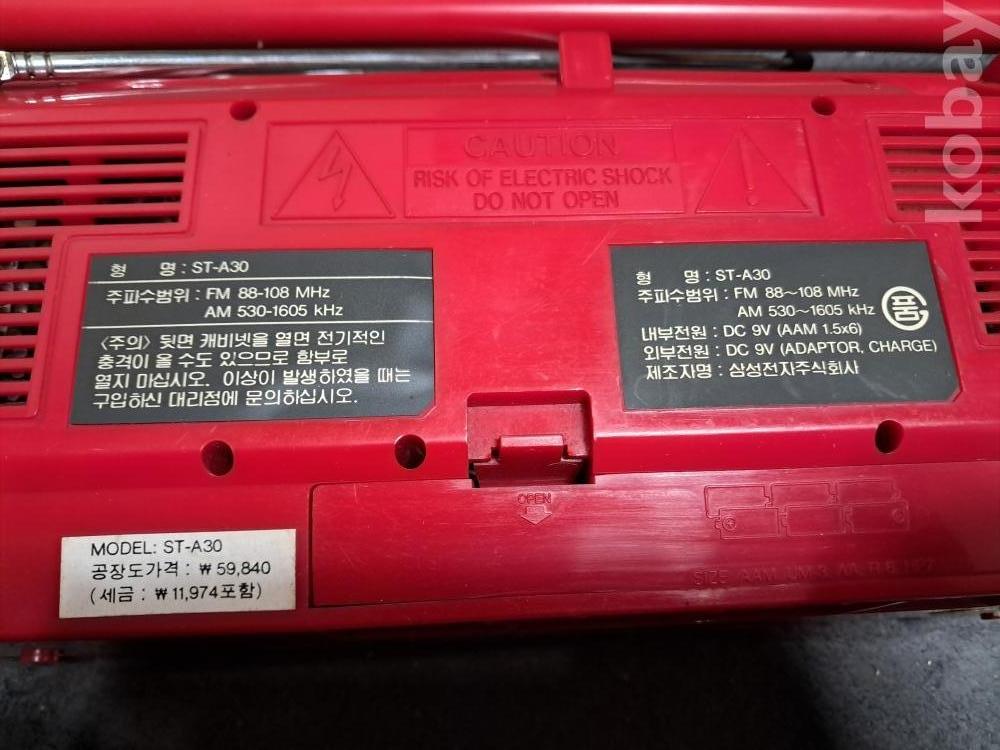 kobay
CAUTION
RISK OF ELECTRIC SHOCK
DO NOT OPEN
형 명 : ST-A30
주파수범위 : FM 88-108 MHz
AM 530-1605 kHz
〈주의〉 뒷면 캐비넷을 열면 전기적인
충격이 올 수도 있으므로 함부로
열지 마십시오. 이상이 발생하였을 때는
구입하신 대리점에 문의하십시오.
형 명 : ST-A30
주파수범위 : FM 88~108 MHz
AM 530~1605 kHz
품
내부전원 : DC 9V (AAM 1.5x6)
외부전원 : DC 9V (ADAPTOR, CHARGE)
제조자명 : 삼성전자주식회사
OPEN
SIZE AAM UM-3
MODEL: ST-A30
공장도가격 : ₩ 59,840
(세금 : ₩ 11,974포함)